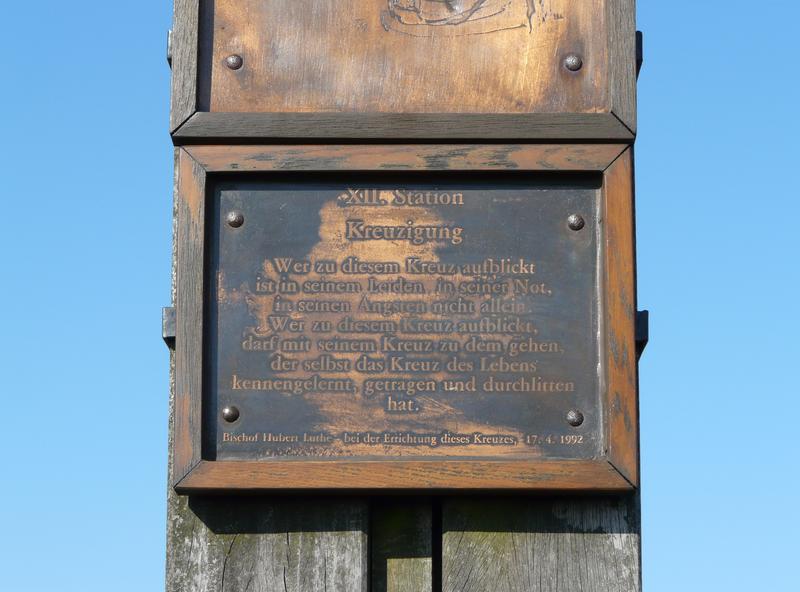 XII. Station
Kreuzigung
Wer zu diesem Kreuz aufblickt
ist in seinem Leiden, in seiner Not,
in seinen Ängsten nicht allein.
Wer zu diesem Kreuz aufblickt,
darf mit seinem Kreuz zu dem gehen,
der selbst das Kreuz des Lebens
kennengelernt, getragen und durchlitten
hat.
Bischof Hubert Luthe - bei der Errichtung dieses Kreuzes, 17. 4. 1992